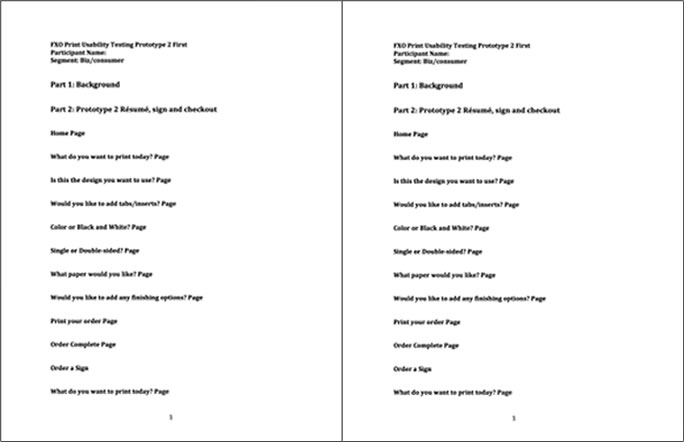 FXO Print Usability Testing Prototype 2 First
Participant Name:
Segment: Biz/consumer
Part 1: Background
Part 2: Prototype 2 Résumé, sign and checkout
Home Page
What do you want to print today? Page
Is this the design you want to use? Page
Would you like to add tabs/inserts? Page
Color or Black and White? Page
Single or Double-sided? Page
What paper would you like? Page
Would you like to add any finishing options? Page
Print your order Page
Order Complete Page
Order a Sign
What do you want to print today? Page
1
FXO Print Usability Testing Prototype 2 First
Participant Name:
Segment: Biz/consumer
Part 1: Background
Part 2: Prototype 2 Résumé, sign and checkout
Home Page
What do you want to print today? Page
Is this the design you want to use? Page
Would you like to add tabs/inserts? Page
Color or Black and White? Page
Single or Double-sided? Page
What paper would you like? Page
Would you like to add any finishing options? Page
Print your order Page
Order Complete Page
Order a Sign
What do you want to print today? Page
1